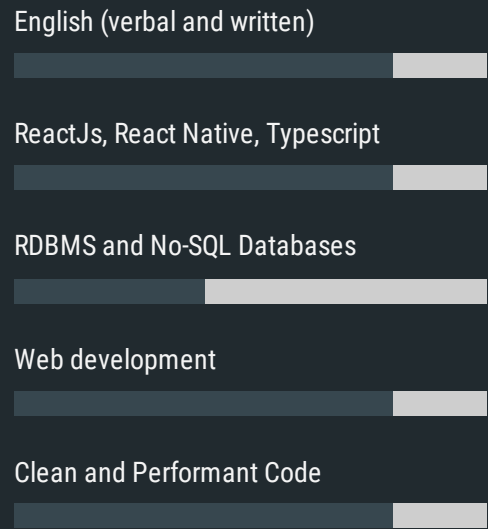 English (verbal and written)
ReactJs, React Native, Typescript
RDBMS and No-SQL Databases
Web development
Clean and Performant Code